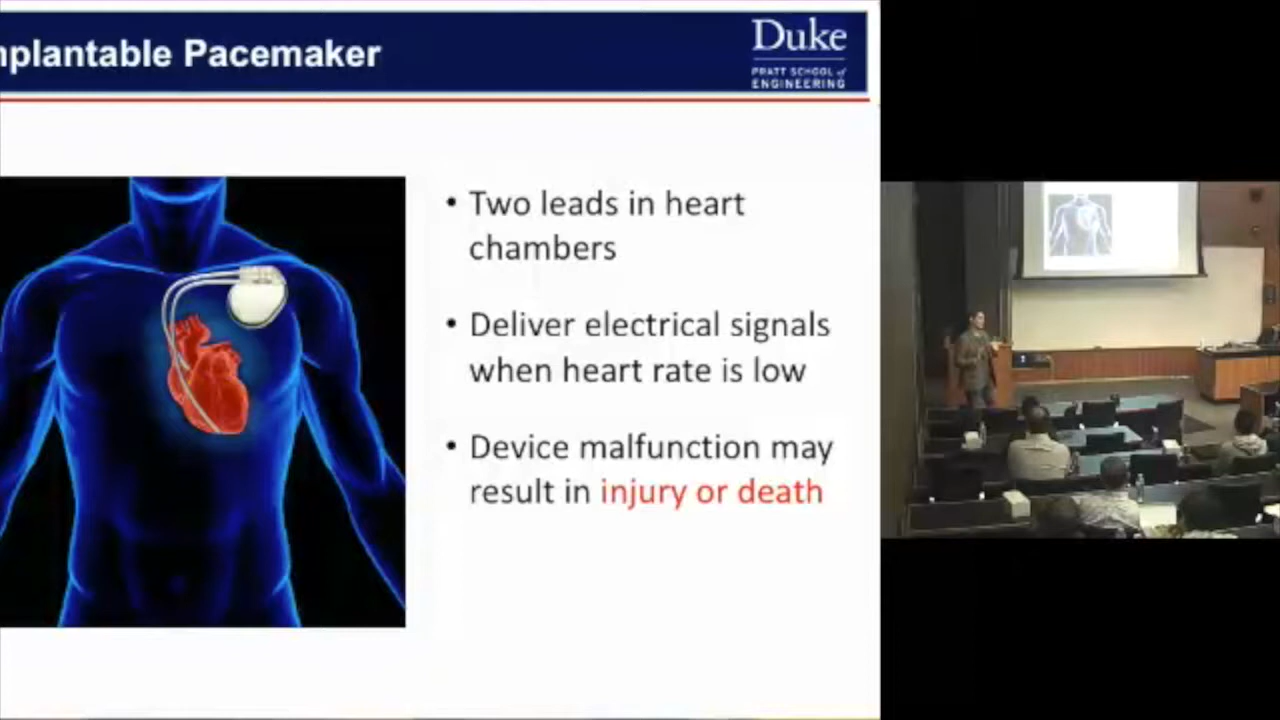 mplantable Pacemaker
Duke
PRATT SCHOOL of
ENGINEERING
• Two leads in heart
chambers
• Deliver electrical signals
when heart rate is low
• Device malfunction may
result in injury or death